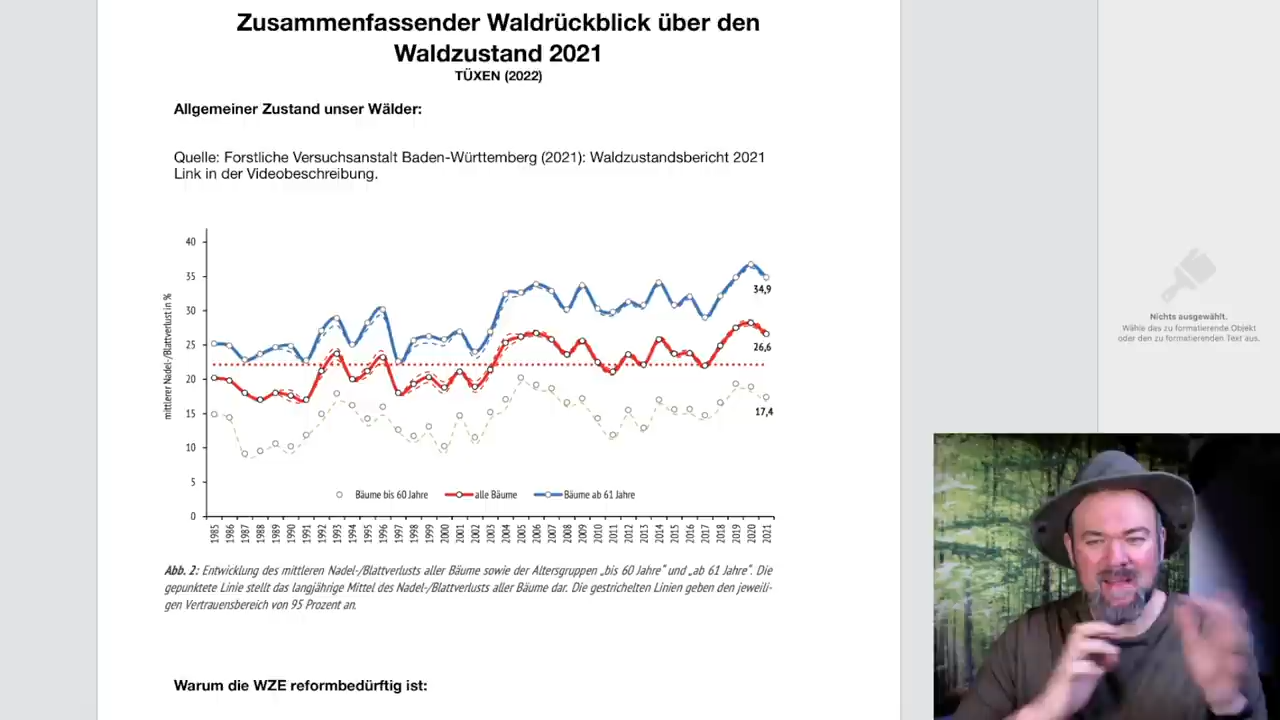 Zusammenfassender Waldrückblick über den
Waldzustand 2021
TÜXEN (2022)
Allgemeiner Zustand unser Wälder:
Quelle: Forstliche Versuchsanstalt Baden-Württemberg (2021): Waldzustandsbericht 2021
Link in der Videobeschreibung.
mittlerer Nadel-/Blattverlust in %
40
35
30
25
20
15
10
5
0
34,9
26,6
17,4
Bäume bis 60 Jahre
alle Bäume
Bäume ab 61 Jahre
1985 1986 1987 1988 1989 1990 1991 1992 1993 1994 1995 1996 1997 1998 1999 2000 2001 2002 2003 2004 2005 2006 2007 2008 2009 2010 2011 2012 2013 2014 2015 2016 2017 2018 2019 2020 2021
Abb. 2: Entwicklung des mittleren Nadel-/Blattverlusts aller Bäume sowie der Altersgruppen „bis 60 Jahre" und „ab 61 Jahre". Die
gepunktete Linie stellt das langjährige Mittel des Nadel-/Blattverlusts aller Bäume dar. Die gestrichelten Linien geben den jeweili-
gen Vertrauensbereich von 95 Prozent an.
Warum die WZE reformbedürftig ist:
Nichts ausgewählt.
Wähle das zu formatierende Objekt
oder den zu formatierenden Text aus.